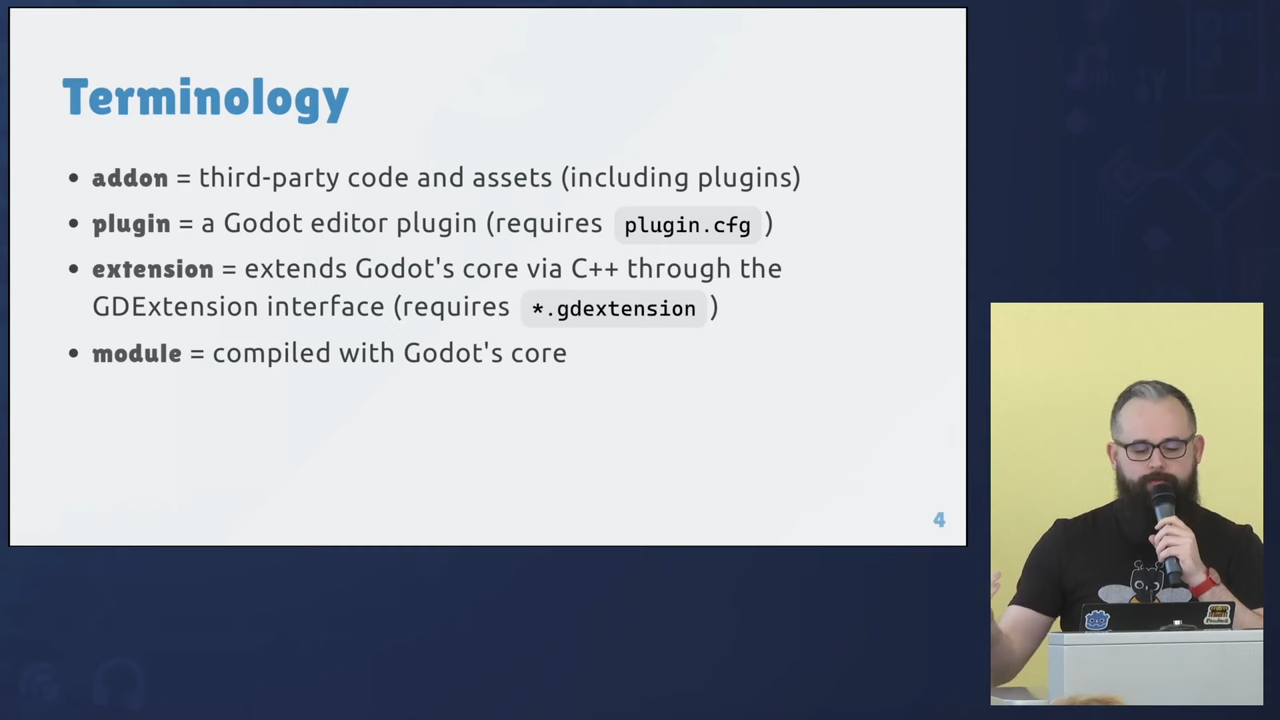 Terminology
• addon = third-party code and assets (including plugins)
• plugin = a Godot editor plugin (requires plugin.cfg)
• extension = extends Godot's core via C++ through the
GDExtension interface (requires *.gdextension)
• module = compiled with Godot's core
4